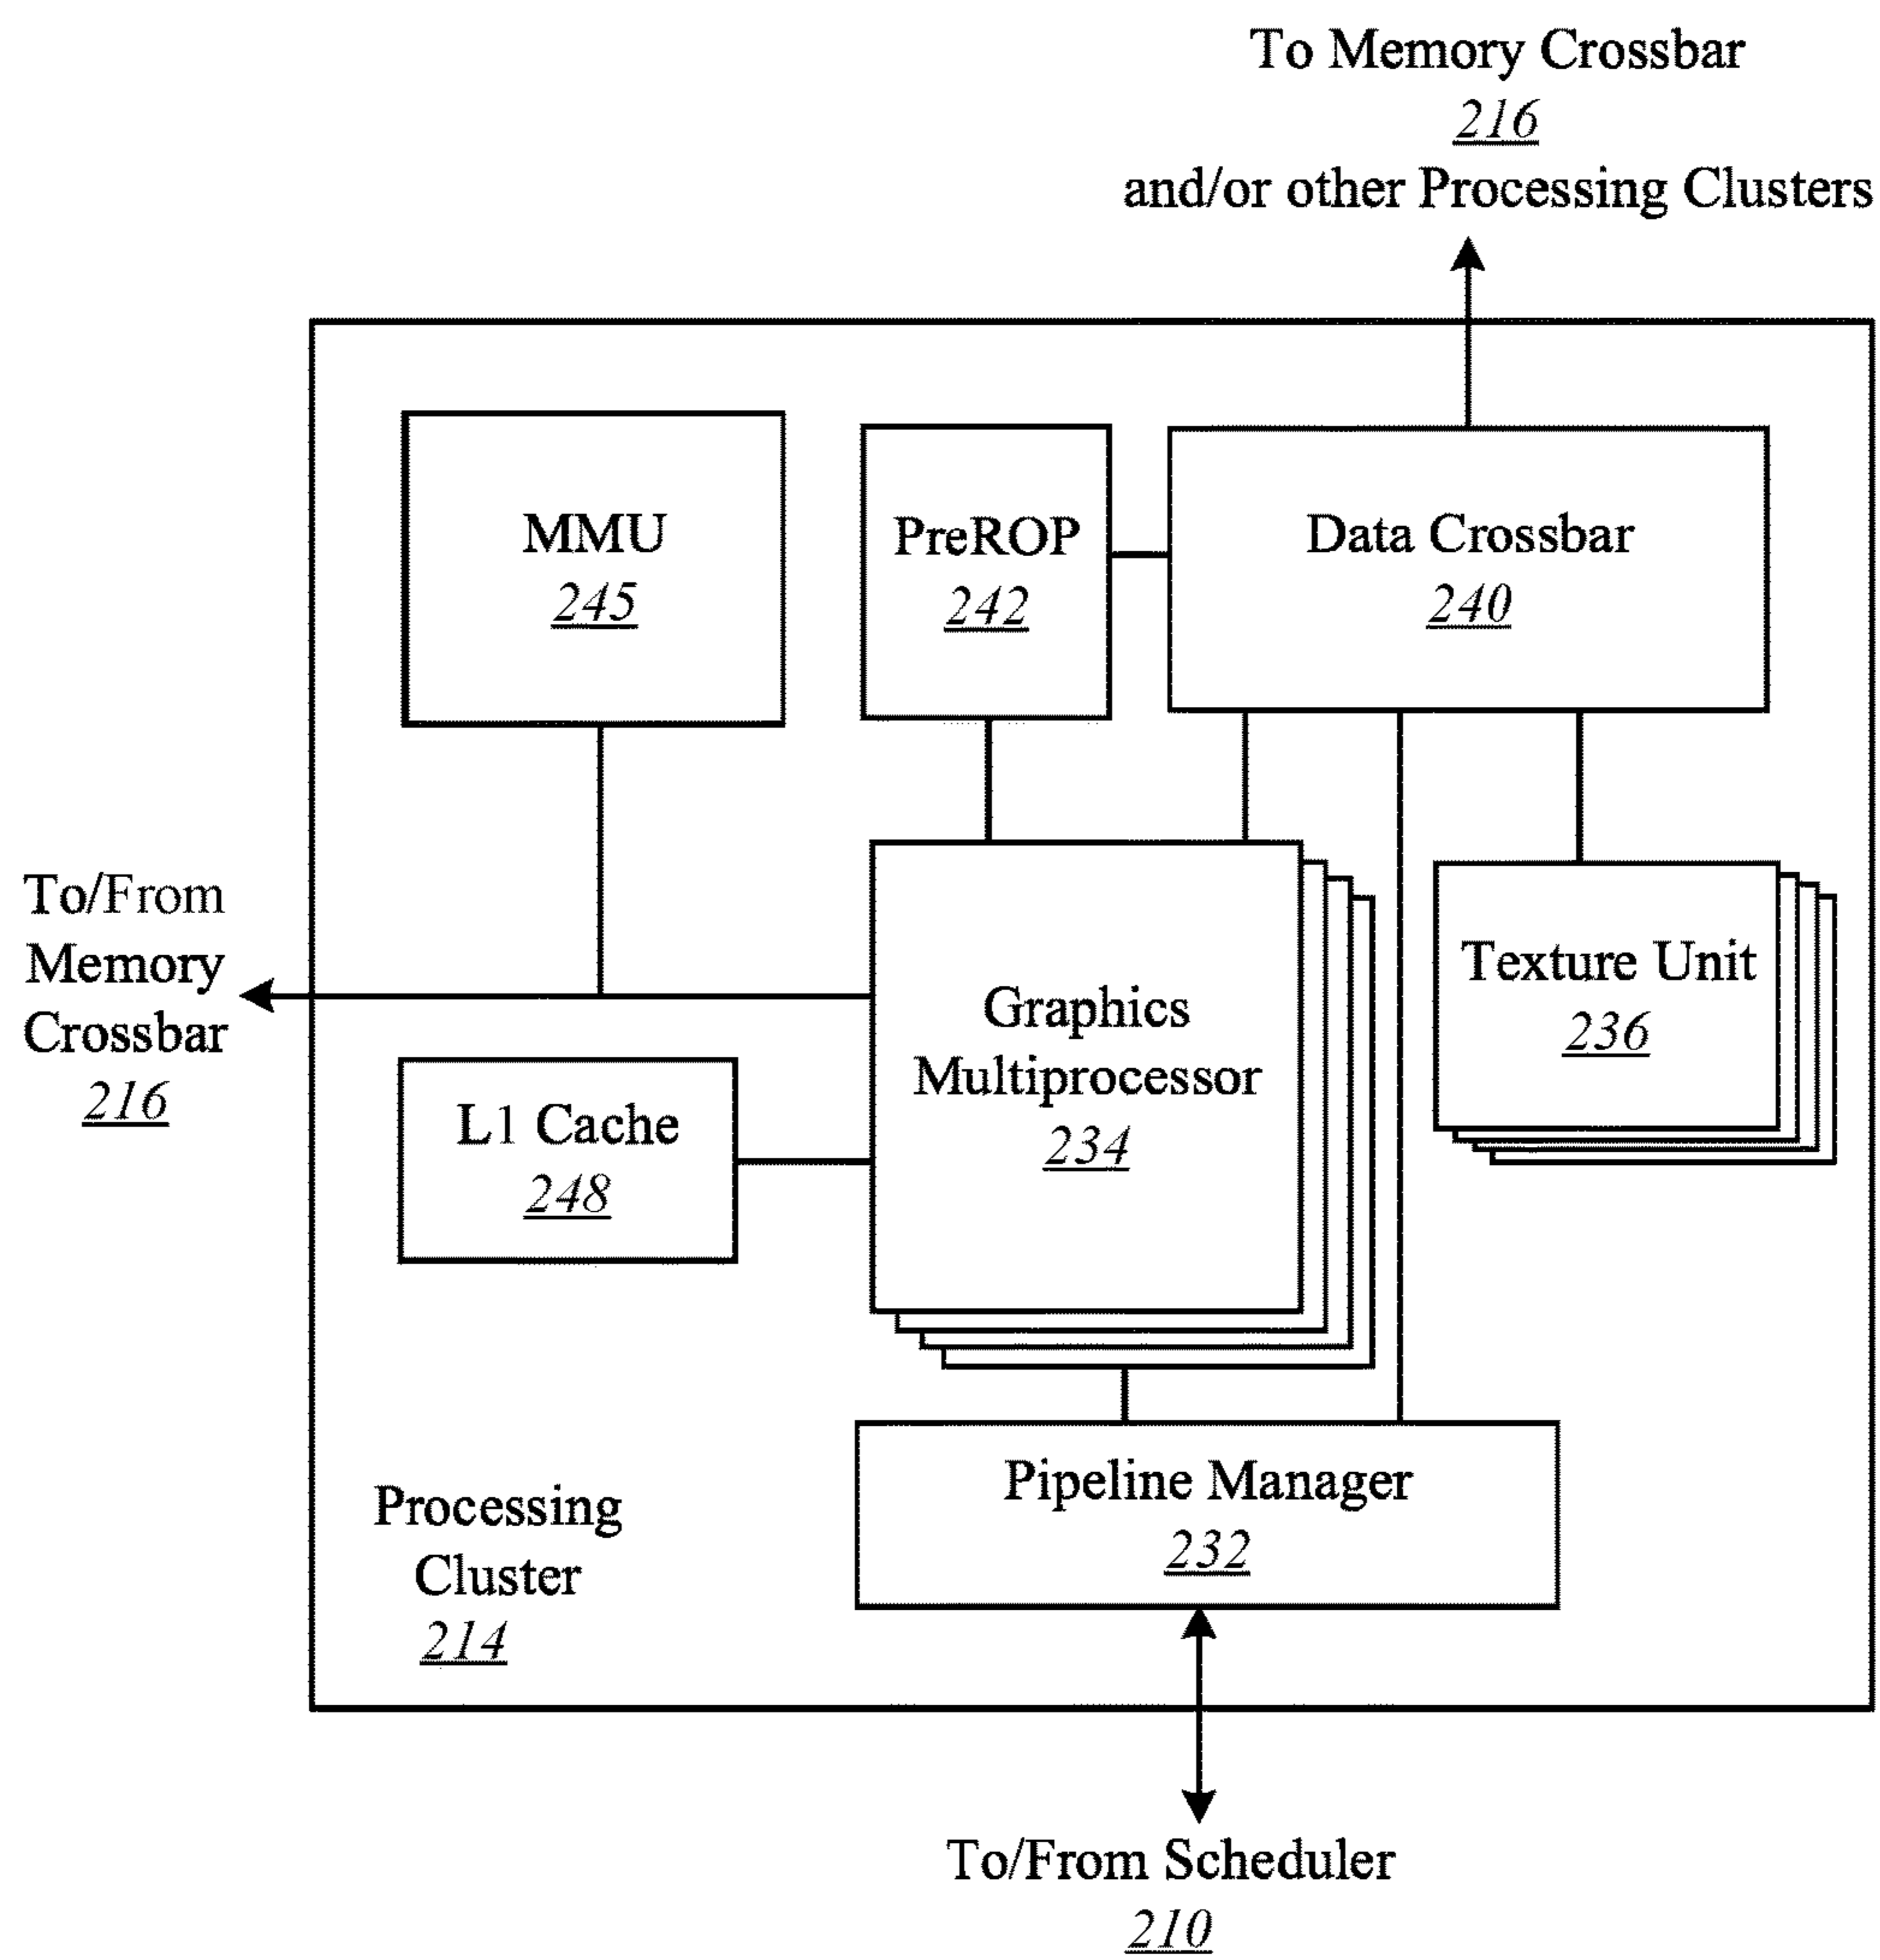 To Memory Crossbar
216
and/or other Processing Clusters
MMU
245
PreROP
242
Data Crossbar
240
To/From
Memory
Crossbar
216
L1 Cache
248
Graphics
Multiprocessor
234
Texture Unit
236
Processing
Cluster
214
Pipeline Manager
232
To/From Scheduler
210